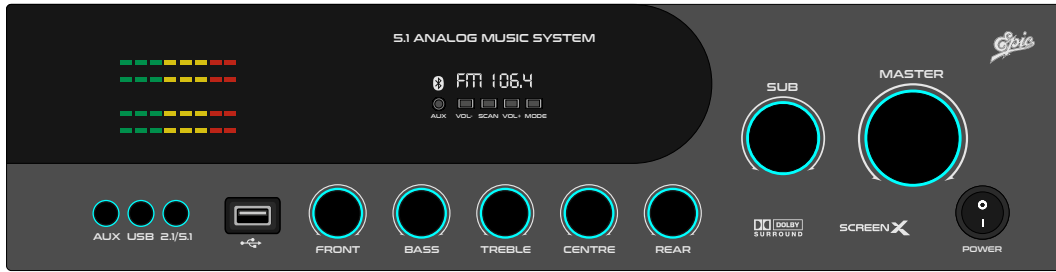 5.1 ANALOG MUSIC SYSTEM
Epic
MASTER
SUB
FM 106.4
AUX VOL- SCAN VOL+ MODE
AUX USB 2.1/5.1
FRONT BASS TREBLE CENTRE REAR
DOLBY
SURROUND
SCREEN X
POWER